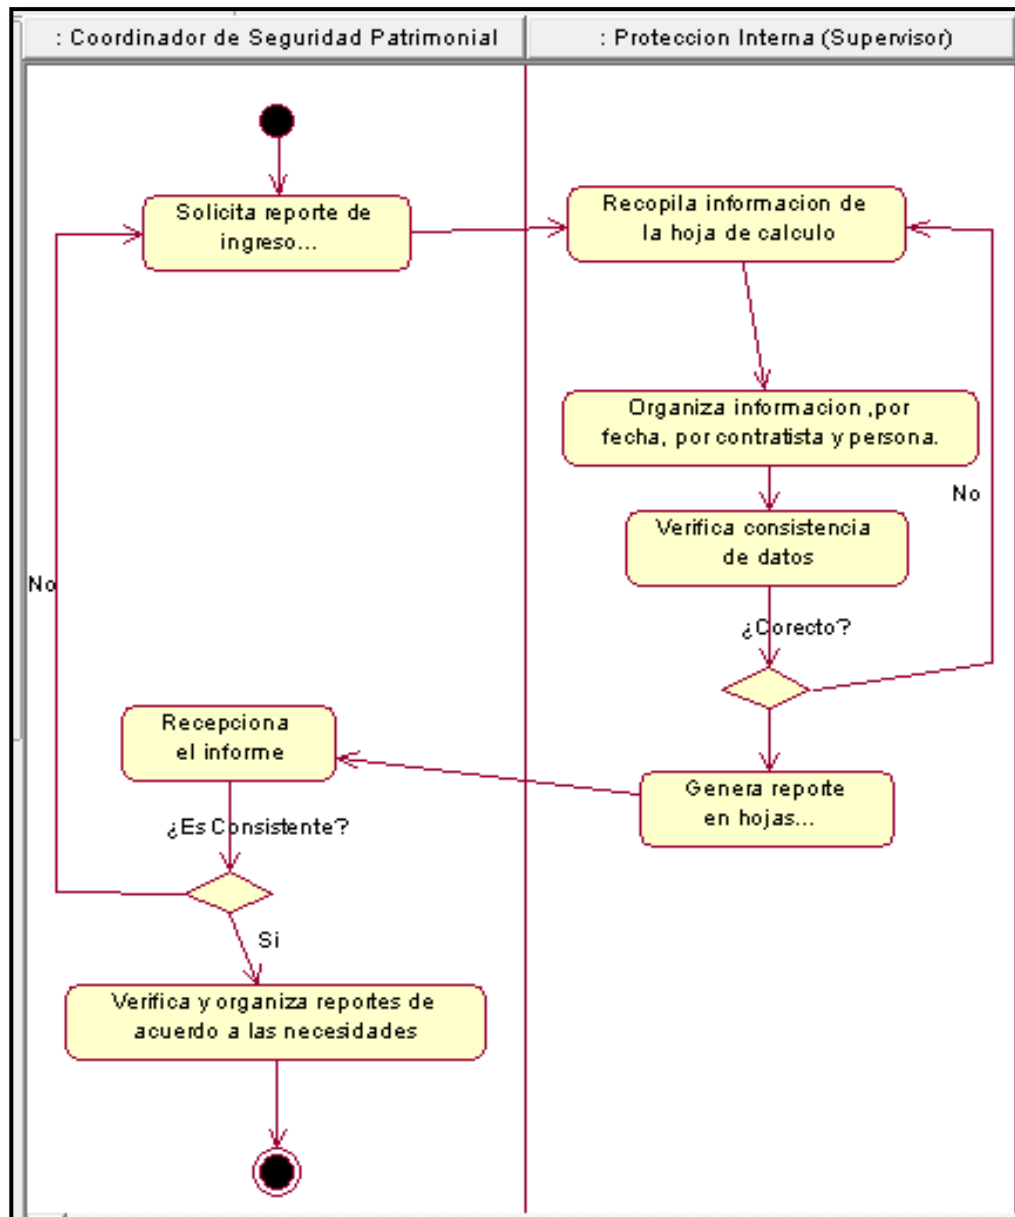 : Coordinador de Seguridad Patrimonial
: Proteccion Interna (Supervisor)
Solicita reporte de
ingreso...
Recopila informacion de
la hoja de calculo
Organiza informacion ,por
fecha, por contratista y persona.
No
Verifica consistencia
de datos
No
¿Corecto?
Recepciona
el informe
Genera reporte
en hojas...
¿Es Consistente?
Si
Verifica y organiza reportes de
acuerdo a las necesidades